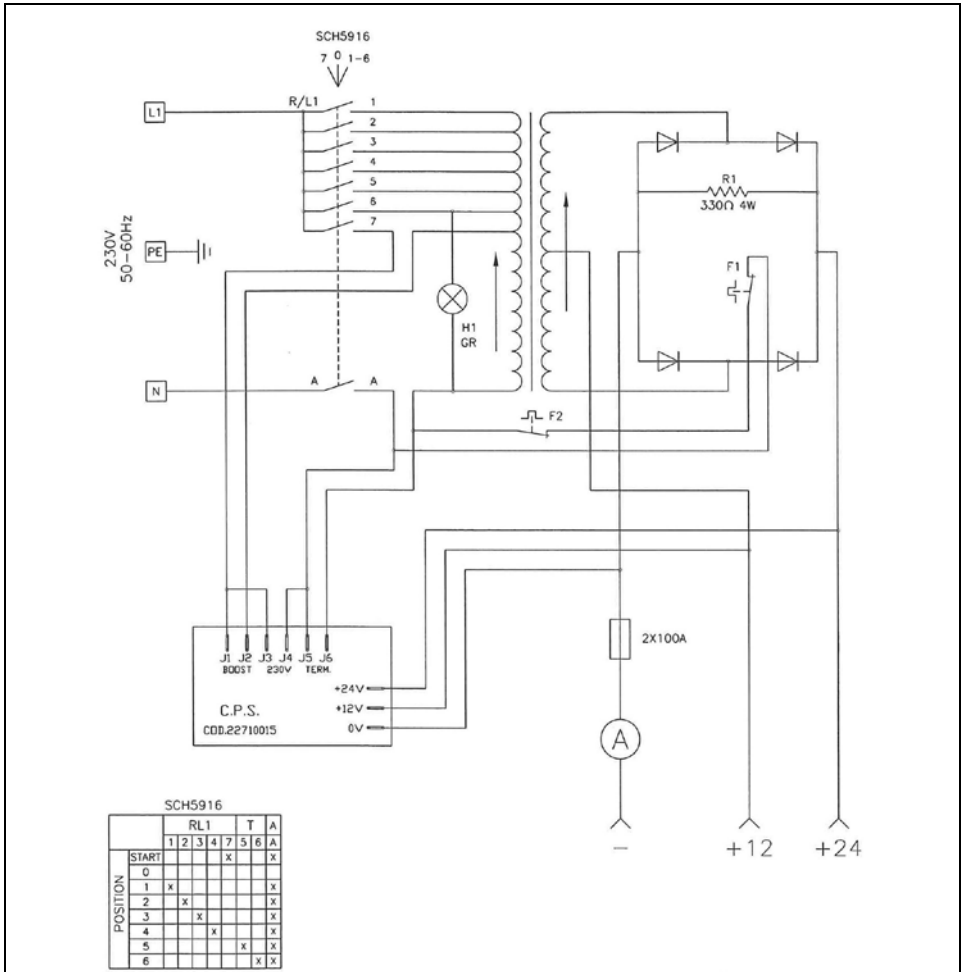 SCH5916
7 0 1-6
L1
R/L1
1
2
3
4
5
6
7
R1
330Ω 4W
230V
50-60Hz
PE
F1
H1
GR
N
A
A
F2
2X100A
J1 J2 J3 J4 J5 J6
BOOST 230V TERM.
+24V
C.P.S.
+12V
COD.22710015
0V
A
-
+12
+24
SCH5916
RL1 T A
1 2 3 4 7 5 6 A
POSITION
START x x
0
1 x x
2 x x
3 x x
4 x x
5 x x
6 x x